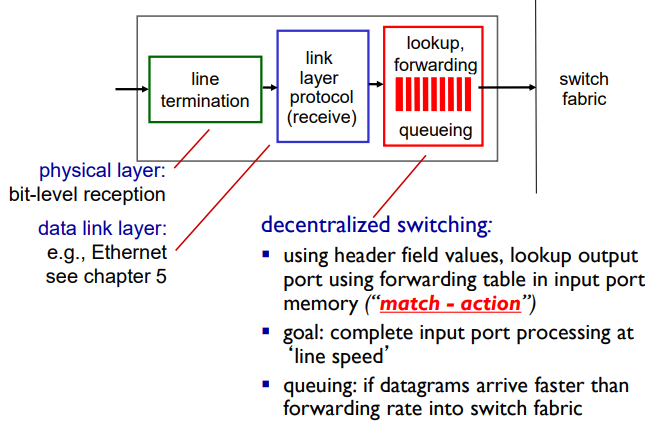 line
termination
link
layer
protocol
(receive)
lookup,
forwarding
queueing
switch
fabric
physical layer:
bit-level reception
data link layer:
e.g., Ethernet
see chapter 5
decentralized switching:
▪ using header field values, lookup output
port using forwarding table in input port
memory (“match - action”)
▪ goal: complete input port processing at
‘line speed’
▪ queuing: if datagrams arrive faster than
forwarding rate into switch fabric